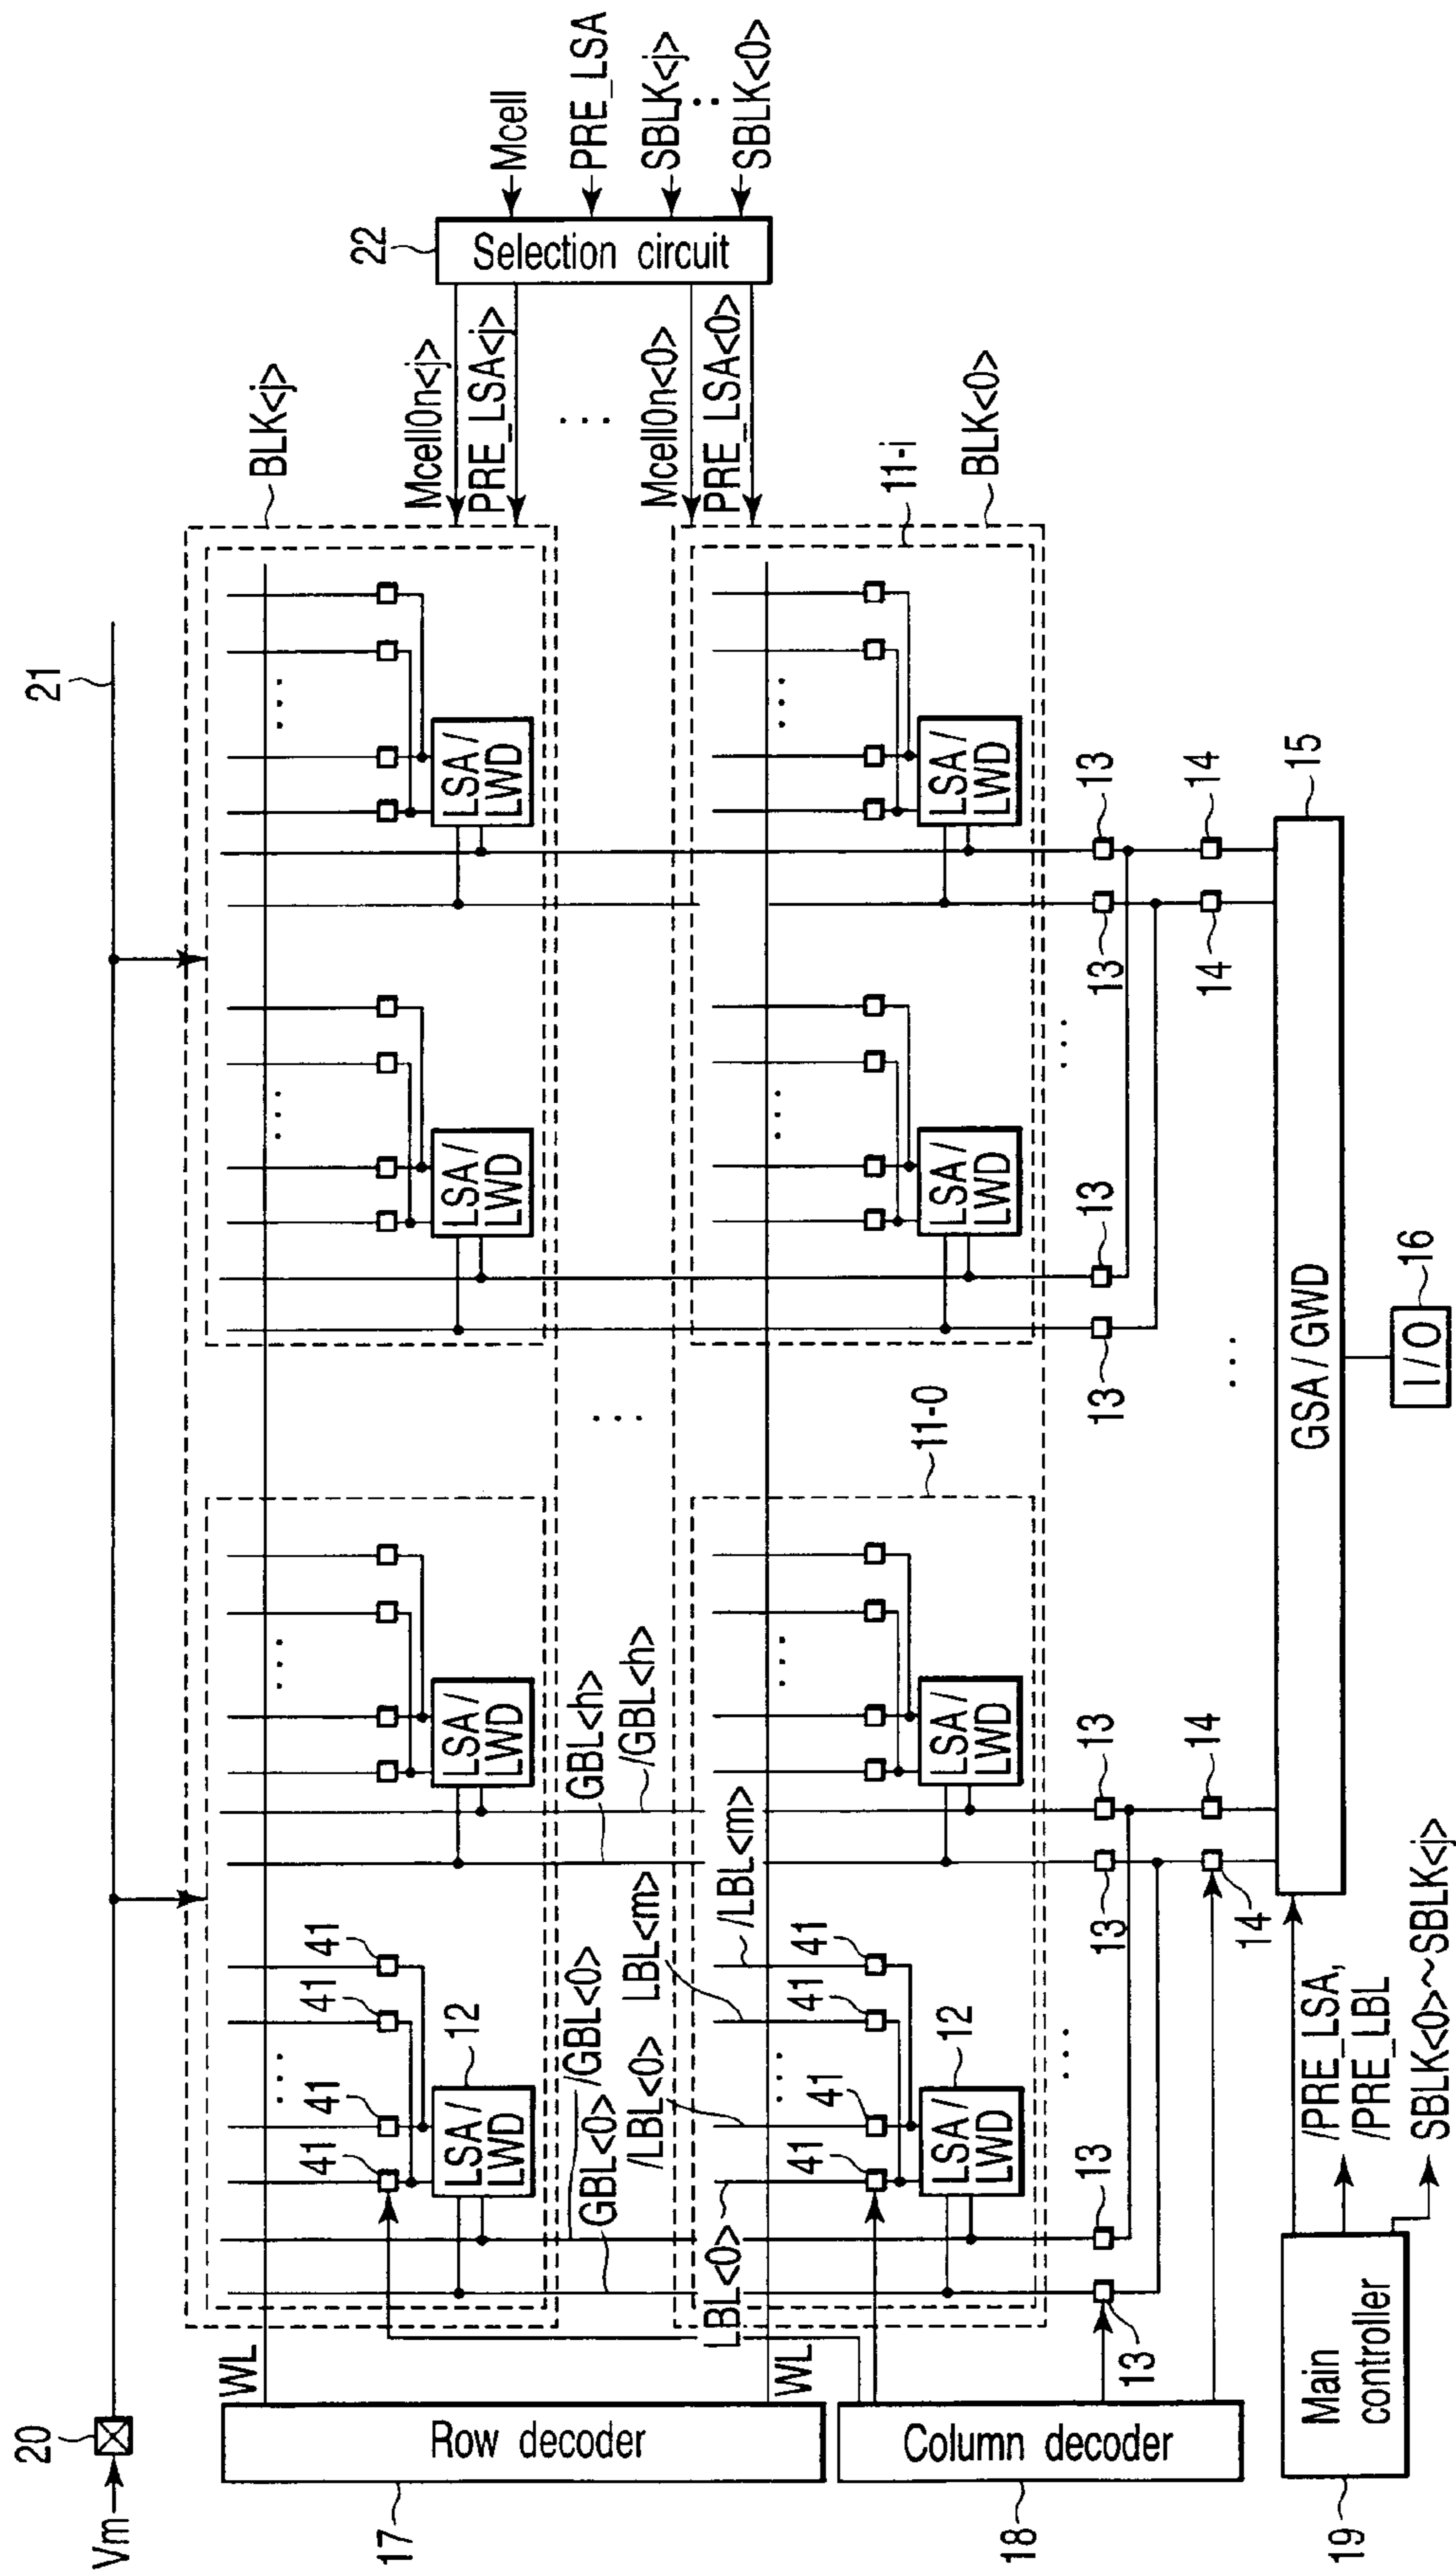 Vm
20
21
BLK<j>
22
Selection circuit
Mcell
PRE_LSA
SBLK<j>
SBLK<0>
McellOn<j>
PRE_LSA<j>
McellOn<0>
PRE_LSA<0>
WL
17
Row decoder
41
41
41
41
LSA /
LWD
12
LSA /
LWD
LSA /
LWD
LSA /
LWD
/GBL<0>
GBL<0>
GBL<h>
/GBL<h>
/LBL<0>
LBL<m>
/LBL<m>
LBL<0>
11-0
11-i
BLK<0>
WL
41
41
41
41
LSA /
LWD
12
LSA /
LWD
LSA /
LWD
LSA /
LWD
18
Column decoder
13
13
13
13
13
13
13
13
14
14
14
14
GSA / GWD
15
I / O
16
19
Main
controller
/PRE_LSA,
/PRE_LBL
SBLK<0>~SBLK<j>